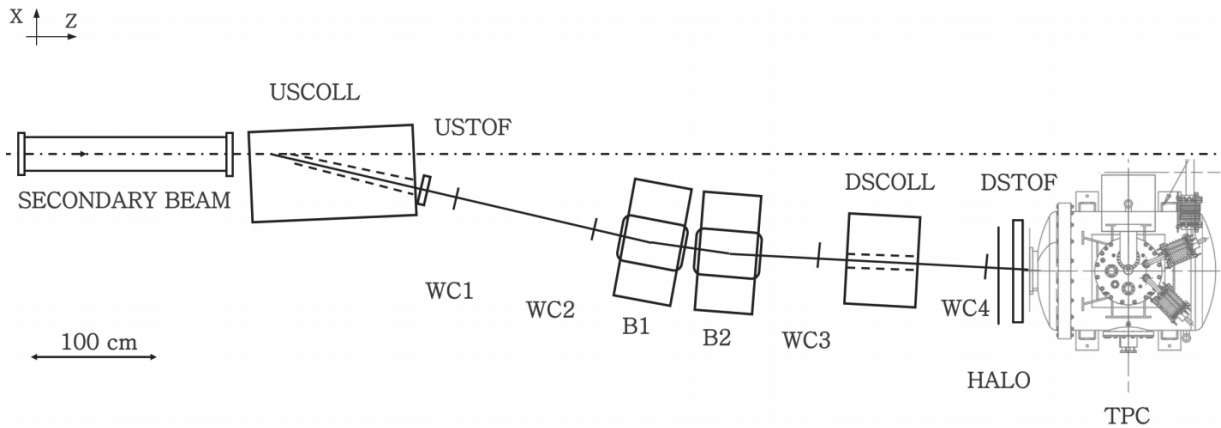 X
Z
USCOLL
USTOF
SECONDARY BEAM
DSCOLL
DSTOF
WC1
WC2
B1
B2
WC3
WC4
100 cm
HALO
TPC